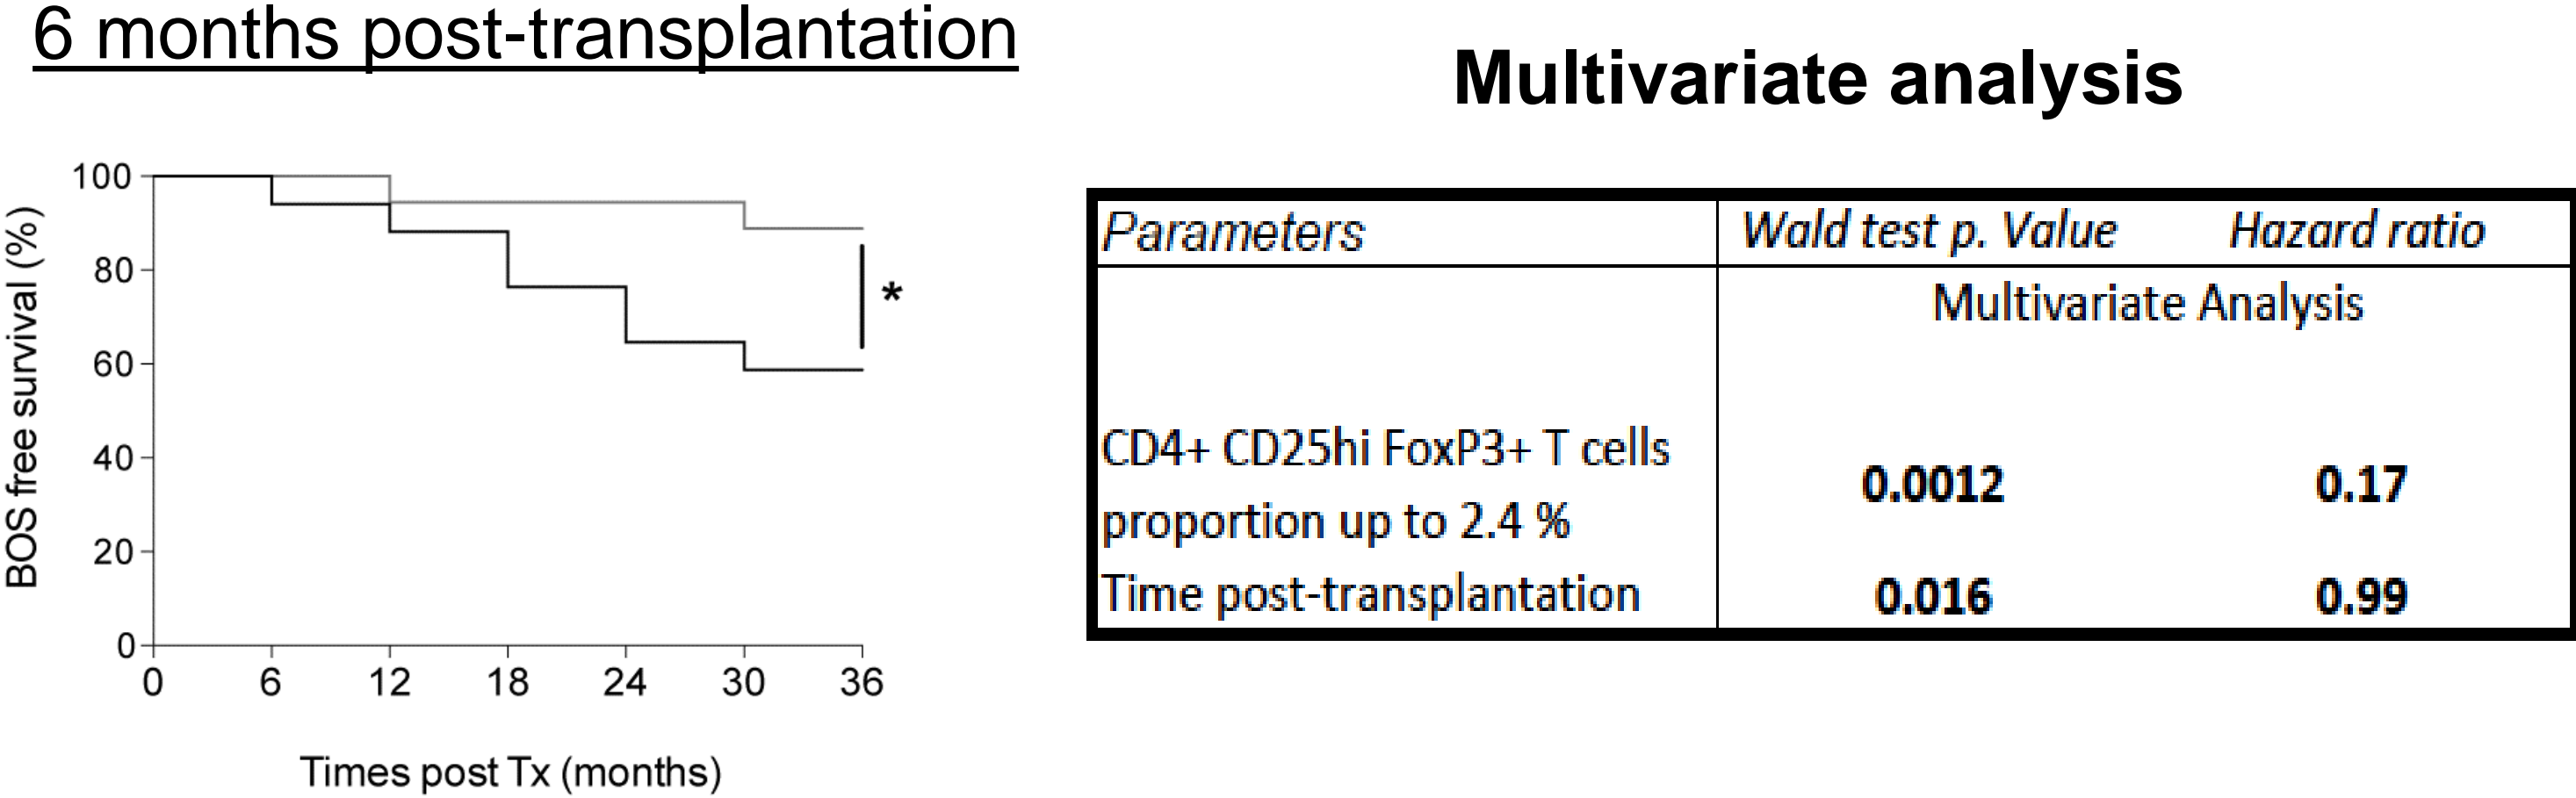 6 months post-transplantation
BOS free survival (%)
100
80
60
40
20
0
*
0 6 12 18 24 30 36
Times post Tx (months)
Multivariate analysis
Parameters Wald test p. Value Hazard ratio
Multivariate Analysis
CD4+ CD25hi FoxP3+ T cells
proportion up to 2.4 % 0.0012 0.17
Time post-transplantation 0.016 0.99